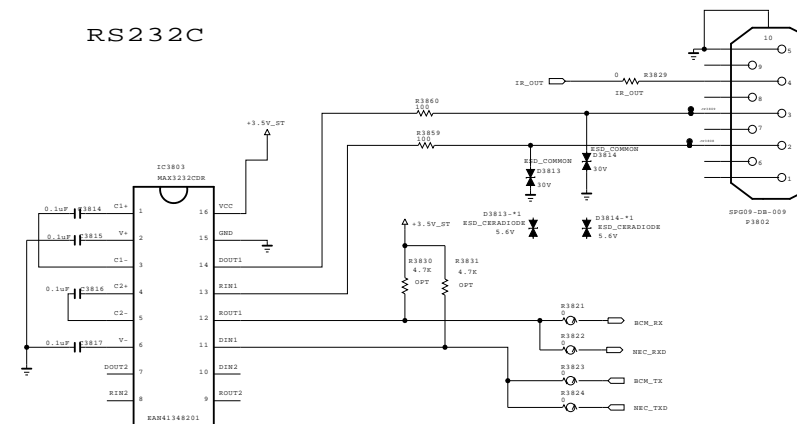 RS232C
10
5
9
IR_OUT
0 R3829
4
IR_OUT
8
R3860
100
3
+3.5V_ST
7
R3859
100
2
ESD_COMMON
D3814
30V
ESD_COMMON
D3813
30V
6
IC3803
MAX3232CDR
1
0.1uF C3814
C1+
1
16
VCC
SPG09-DB-009
P3802
D3813-*1
ESD_CERADIODE
5.6V
D3814-*1
ESD_CERADIODE
5.6V
+3.5V_ST
0.1uF C3815
V+
2
15
GND
C1-
3
14
DOUT1
R3830
4.7K
OPT
R3831
4.7K
OPT
0.1uF C3816
C2+
4
13
RIN1
C2-
5
12
ROUT1
R3821
0
BCM_RX
0.1uF C3817
V-
6
11
DIN1
R3822
0
NEC_RXD
DOUT2
7
10
DIN2
R3823
0
BCM_TX
RIN2
8
9
ROUT2
R3824
0
NEC_TXD
EAN41348201